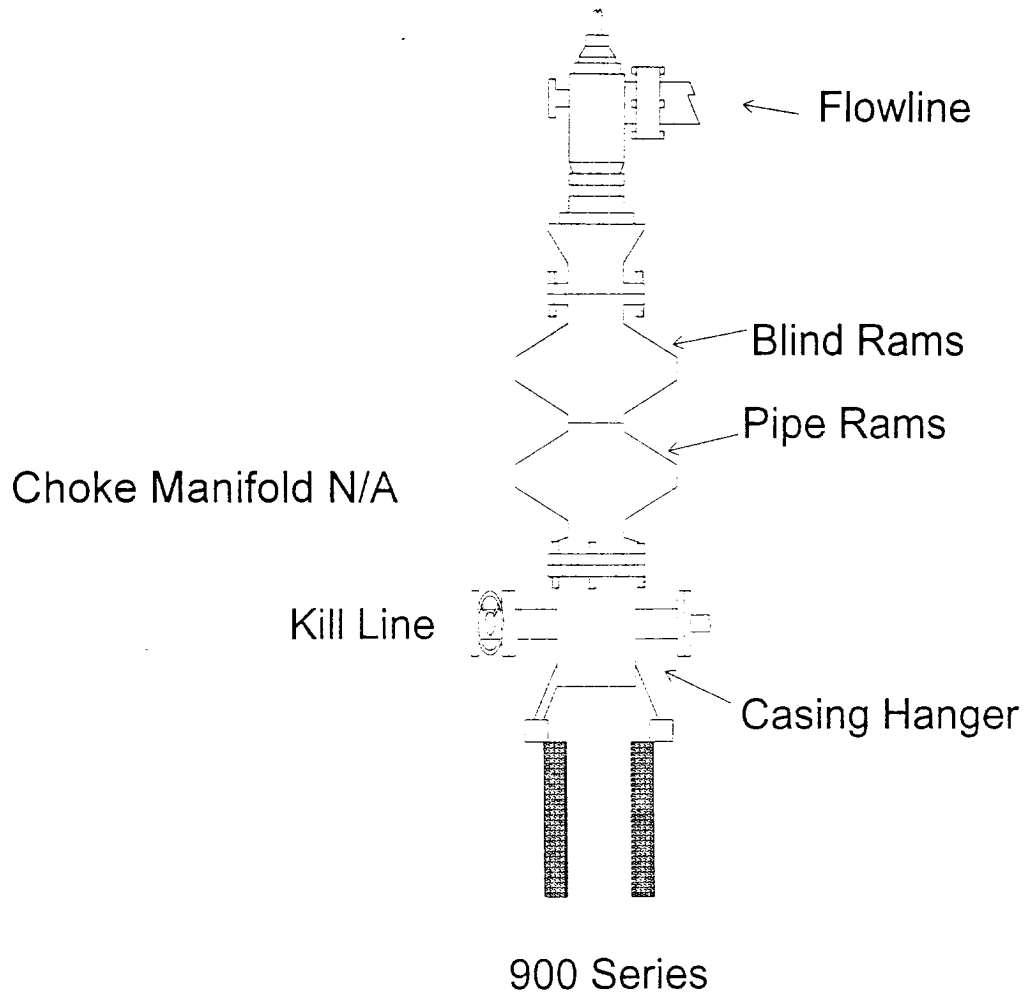 Flowline
Blind Rams
Pipe Rams
Choke Manifold N/A
Kill Line
Casing Hanger
900 Series